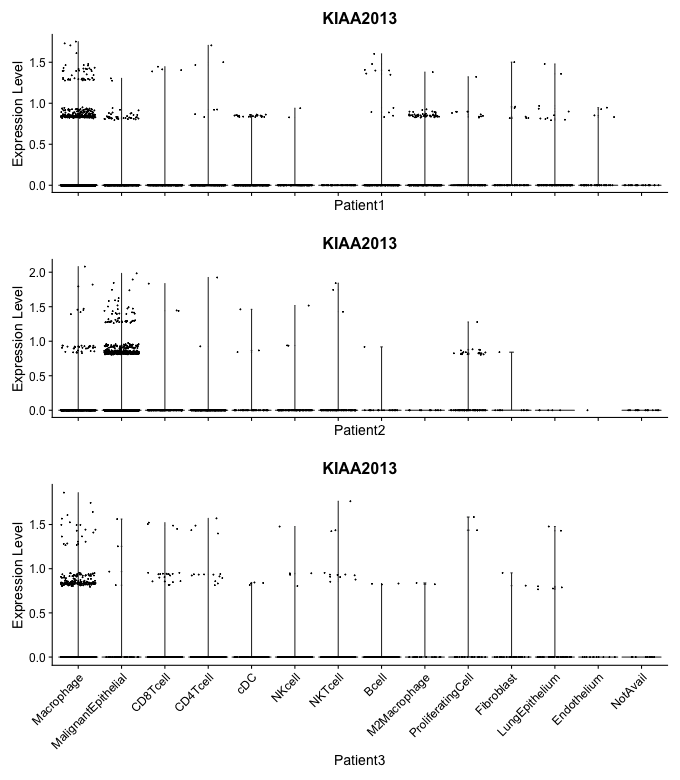 KIAA2013
Expression Level
1.5
1.0
0.5
0.0
Patient1
KIAA2013
Expression Level
2.0
1.5
1.0
0.5
0.0
Patient2
KIAA2013
Expression Level
1.5
1.0
0.5
0.0
Macrophage
MalignantEpithelial
CD8Tcell
CD4Tcell
cDC
NKcell
NKTcell
Bcell
M2Macrophage
ProliferatingCell
Fibroblast
LungEpithelium
Endothelium
NotAvail
Patient3